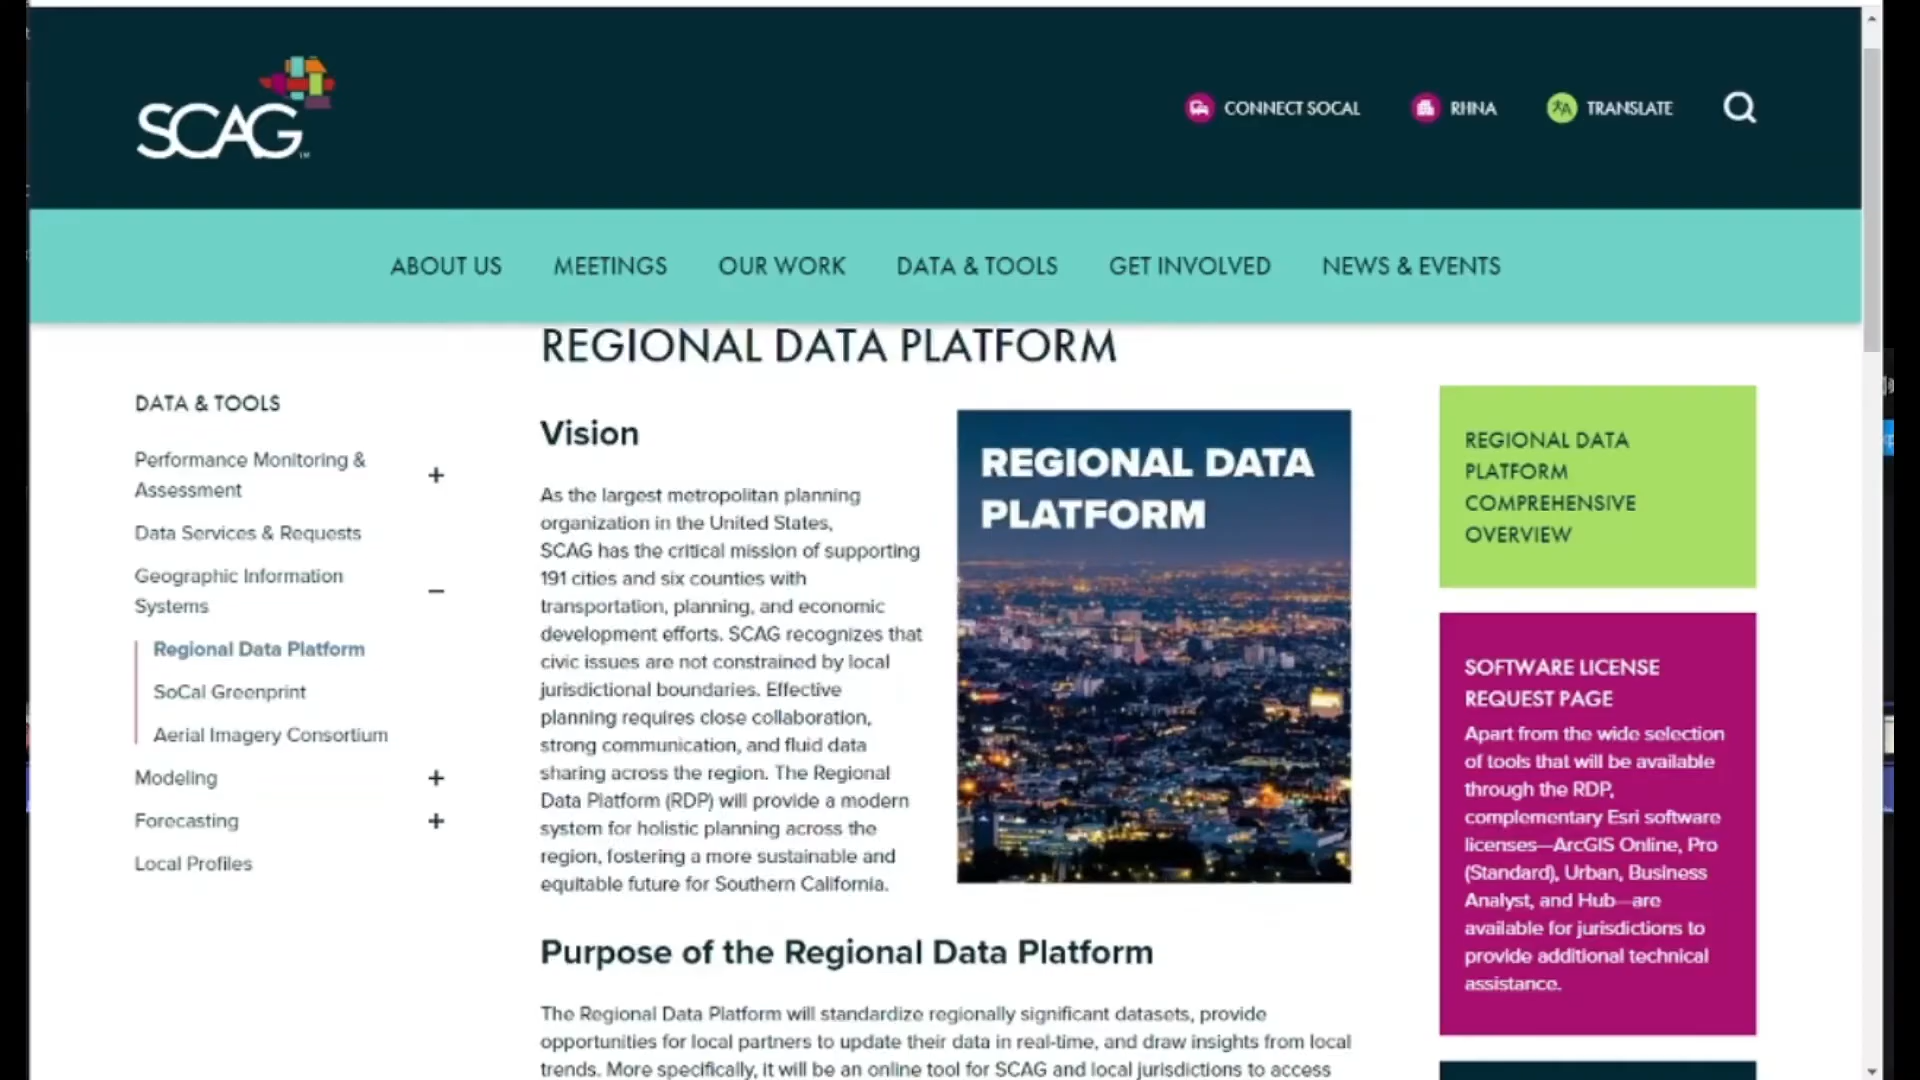 SCAG
CONNECT SOCAL
RHNA
TRANSLATE
ABOUT US
MEETINGS
OUR WORK
DATA & TOOLS
GET INVOLVED
NEWS & EVENTS
REGIONAL DATA PLATFORM
DATA & TOOLS
Performance Monitoring &
Assessment
Data Services & Requests
Geographic Information
Systems
Regional Data Platform
SoCal Greenprint
Aerial Imagery Consortium
Modeling
Forecasting
Local Profiles
Vision
As the largest metropolitan planning
organization in the United States,
SCAG has the critical mission of supporting
191 cities and six counties with
transportation, planning, and economic
development efforts. SCAG recognizes that
civic issues are not constrained by local
jurisdictional boundaries. Effective
planning requires close collaboration,
strong communication, and fluid data
sharing across the region. The Regional
Data Platform (RDP) will provide a modern
system for holistic planning across the
region, fostering a more sustainable and
equitable future for Southern California.
REGIONAL DATA
PLATFORM
Purpose of the Regional Data Platform
The Regional Data Platform will standardize regionally significant datasets, provide
opportunities for local partners to update their data in real-time, and draw insights from local
trends. More specifically, it will be an online tool for SCAG and local jurisdictions to access
REGIONAL DATA
PLATFORM
COMPREHENSIVE
OVERVIEW
SOFTWARE LICENSE
REQUEST PAGE
Apart from the wide selection
of tools that will be available
through the RDP,
complementary Esri software
licenses—ArcGIS Online, Pro
(Standard), Urban, Business
Analyst, and Hub—are
available for jurisdictions to
provide additional technical
assistance.